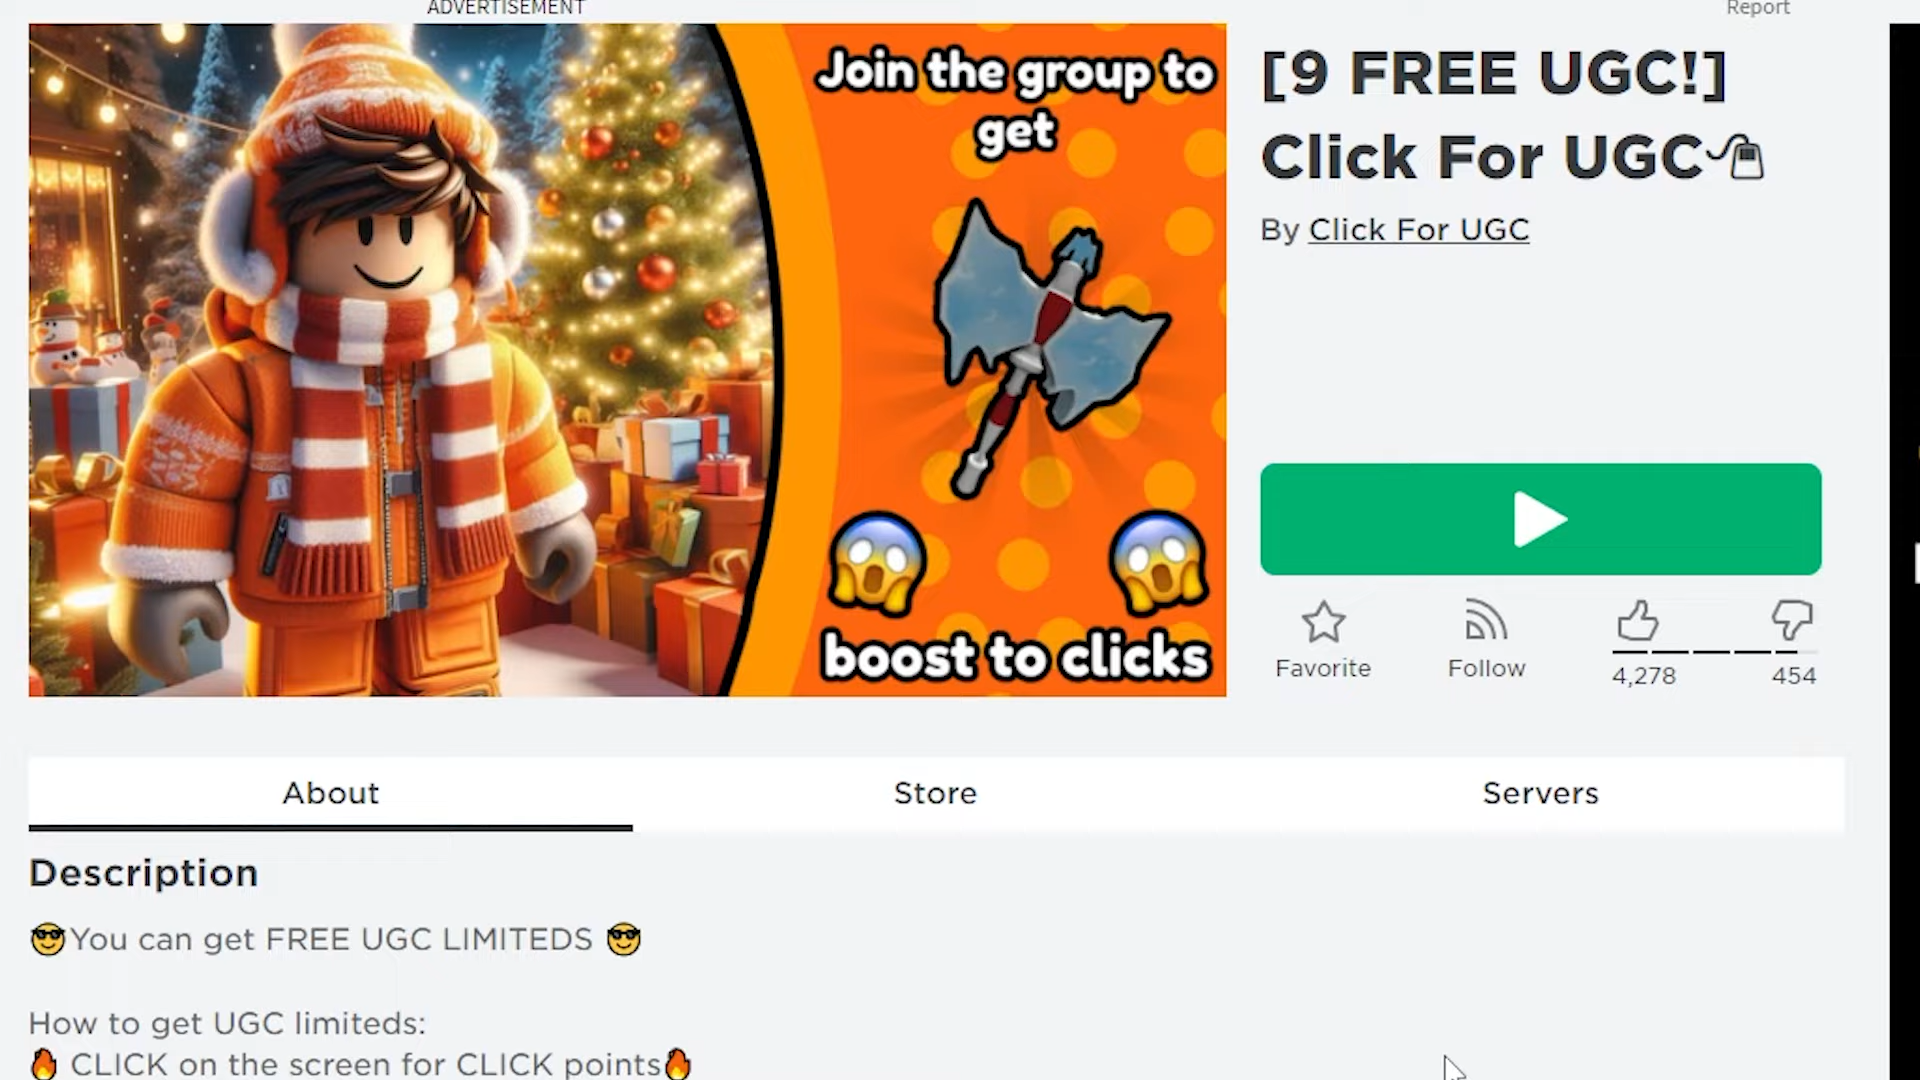 ADVERTISEMENT
Report
Join the group to
get
boost to clicks
[9 FREE UGC!]
Click For UGC🖱
By Click For UGC
Favorite
Follow
4,278
454
About
Store
Servers
Description
😎You can get FREE UGC LIMITEDS 😎
How to get UGC limiteds:
🔥 CLICK on the screen for CLICK points🔥